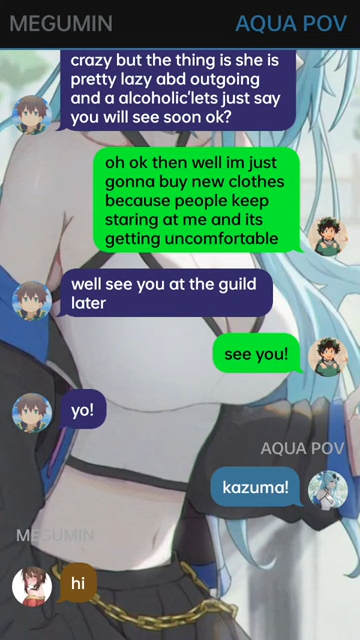 MEGUMIN
AQUA POV
crazy but the thing is she is
pretty lazy abd outgoing
and a alcoholic'lets just say
you will see soon ok?
oh ok then well im just
gonna buy new clothes
because people keep
staring at me and its
getting uncomfortable
well see you at the guild
later
see you!
yo!
AQUA POV
kazuma!
MEGUMIN
hi